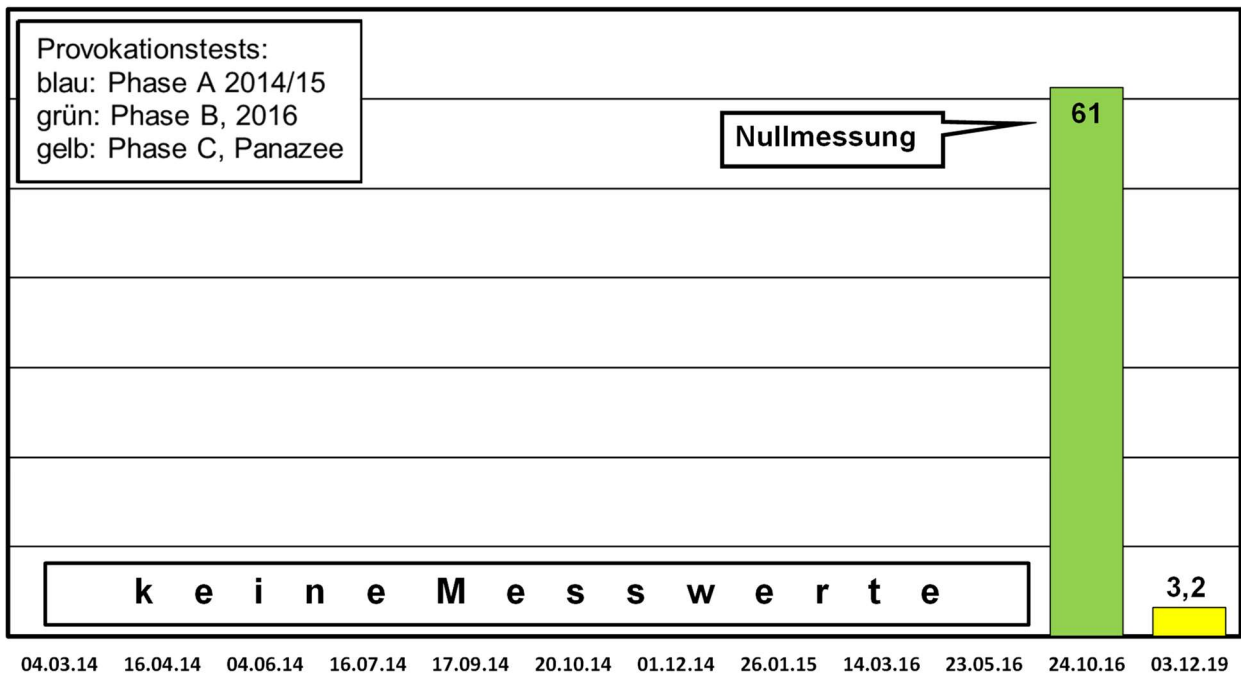 Provokationstests:
blau: Phase A 2014/15
grün: Phase B, 2016
gelb: Phase C, Panazee
Nullmessung
61
k e i n e M e s s w e r t e
3,2
04.03.14 16.04.14 04.06.14 16.07.14 17.09.14 20.10.14 01.12.14 26.01.15 14.03.16 23.05.16 24.10.16 03.12.19